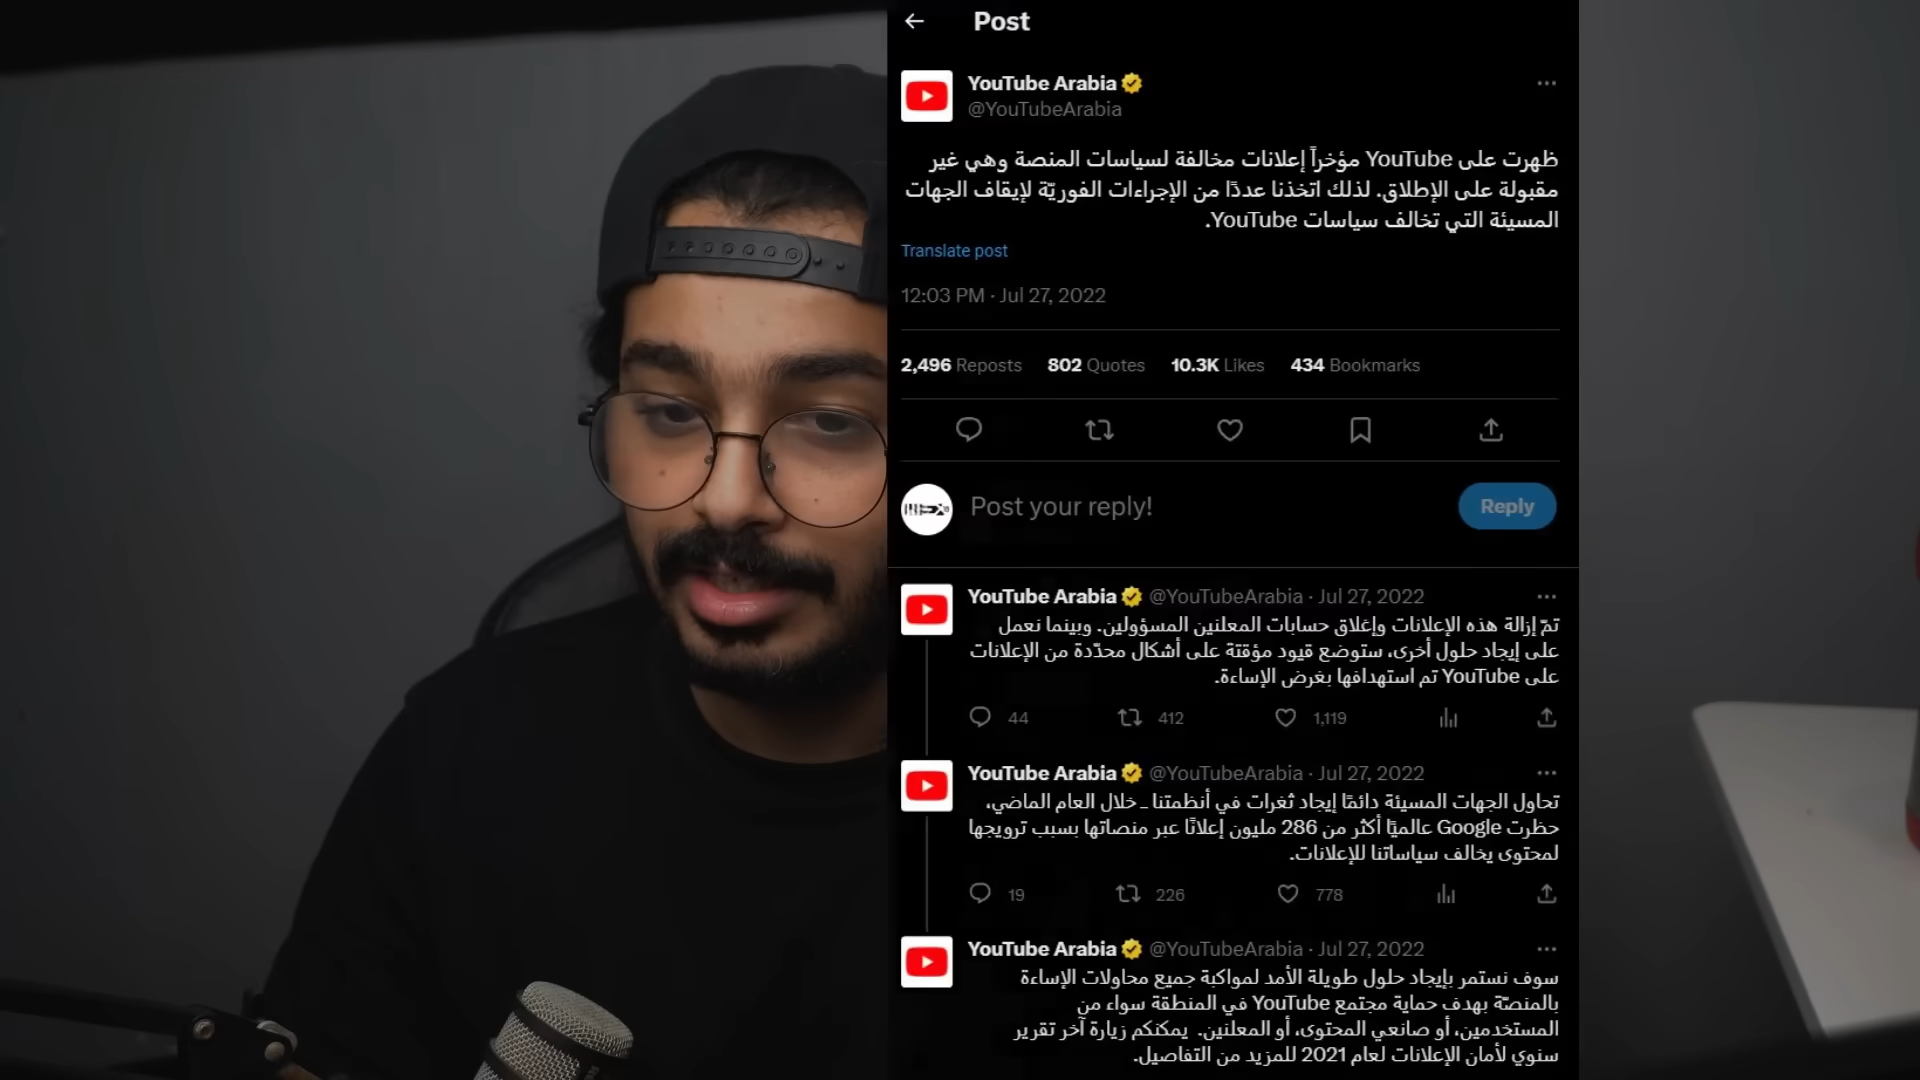 Post
YouTube Arabia
@YouTubeArabia
ظهرت على YouTube مؤخراً إعلانات مخالفة لسياسات المنصة وهي غير
مقبولة على الإطلاق. لذلك اتخذنا عددًا من الإجراءات الفوريّة لإيقاف الجهات
المسيئة التي تخالف سياسات YouTube.
Translate post
12:03 PM · Jul 27, 2022
2,496 Reposts 802 Quotes 10.3K Likes 434 Bookmarks
Post your reply!
Reply
YouTube Arabia @YouTubeArabia · Jul 27, 2022
تمّ إزالة هذه الإعلانات وإغلاق حسابات المعلنين المسؤولين. وبينما نعمل
على إيجاد حلول أخرى، ستوضع قيود مؤقتة على أشكال محدّدة من الإعلانات
على YouTube تم استهدافها بغرض الإساءة.
44 412 1,119
YouTube Arabia @YouTubeArabia · Jul 27, 2022
تحاول الجهات المسيئة دائمًا إيجاد ثغرات في أنظمتنا ـ خلال العام الماضي،
حظرت Google عالميًا أكثر من 286 مليون إعلانًا عبر منصاتها بسبب ترويجها
لمحتوى يخالف سياساتنا للإعلانات.
19 226 778
YouTube Arabia @YouTubeArabia · Jul 27, 2022
سوف نستمر بإيجاد حلول طويلة الأمد لمواكبة جميع محاولات الإساءة
بالمنصّة بهدف حماية مجتمع YouTube في المنطقة سواء من
المستخدمين، أو صانعي المحتوى، أو المعلنين. يمكنكم زيارة آخر تقرير
سنوي لأمان الإعلانات لعام 2021 للمزيد من التفاصيل.